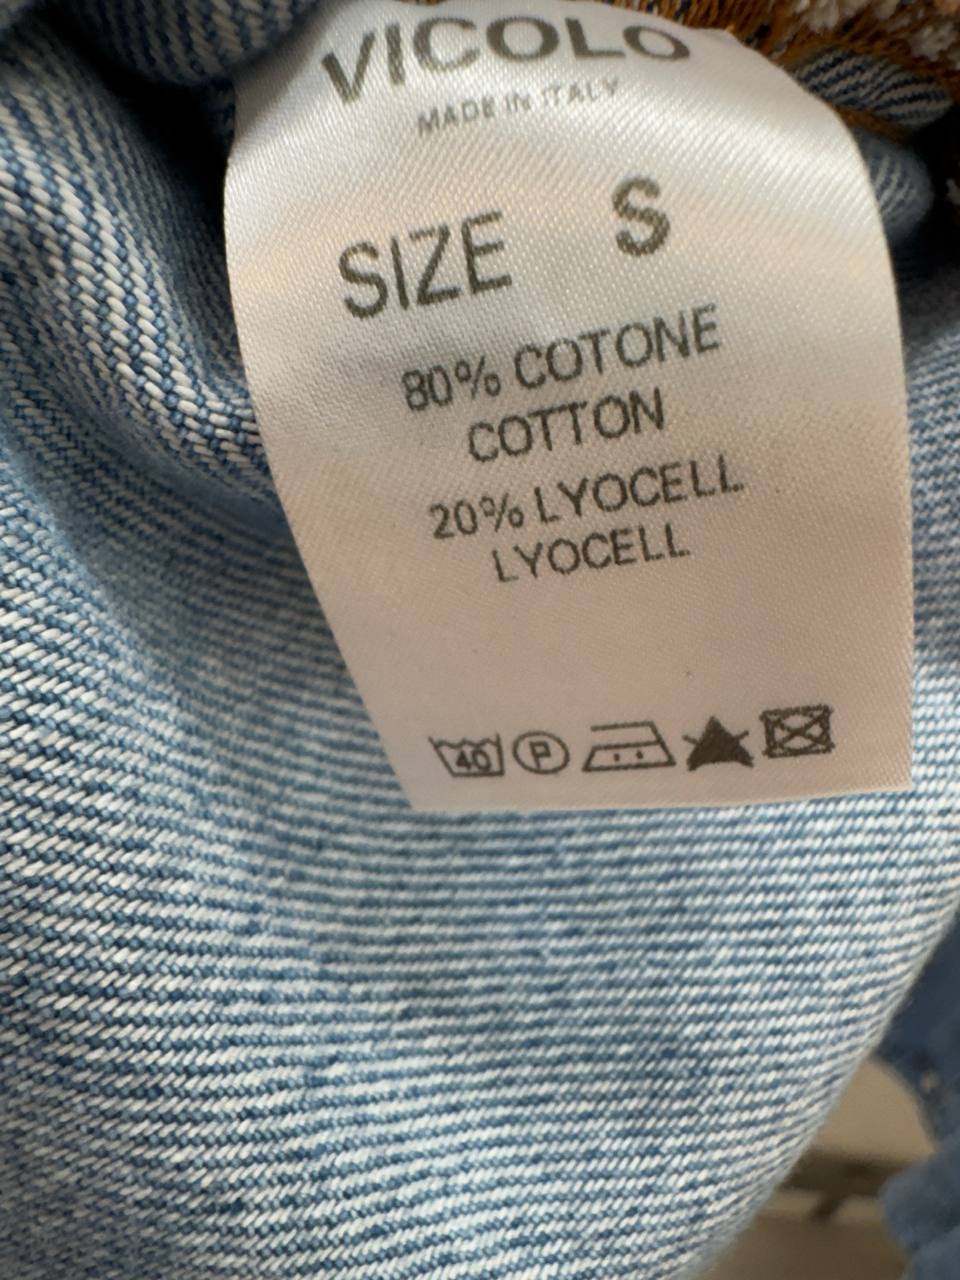 VICOLO
MADE IN ITALY
SIZE S
80% COTONE
COTTON
20% LYOCELL
LYOCELL
40 P